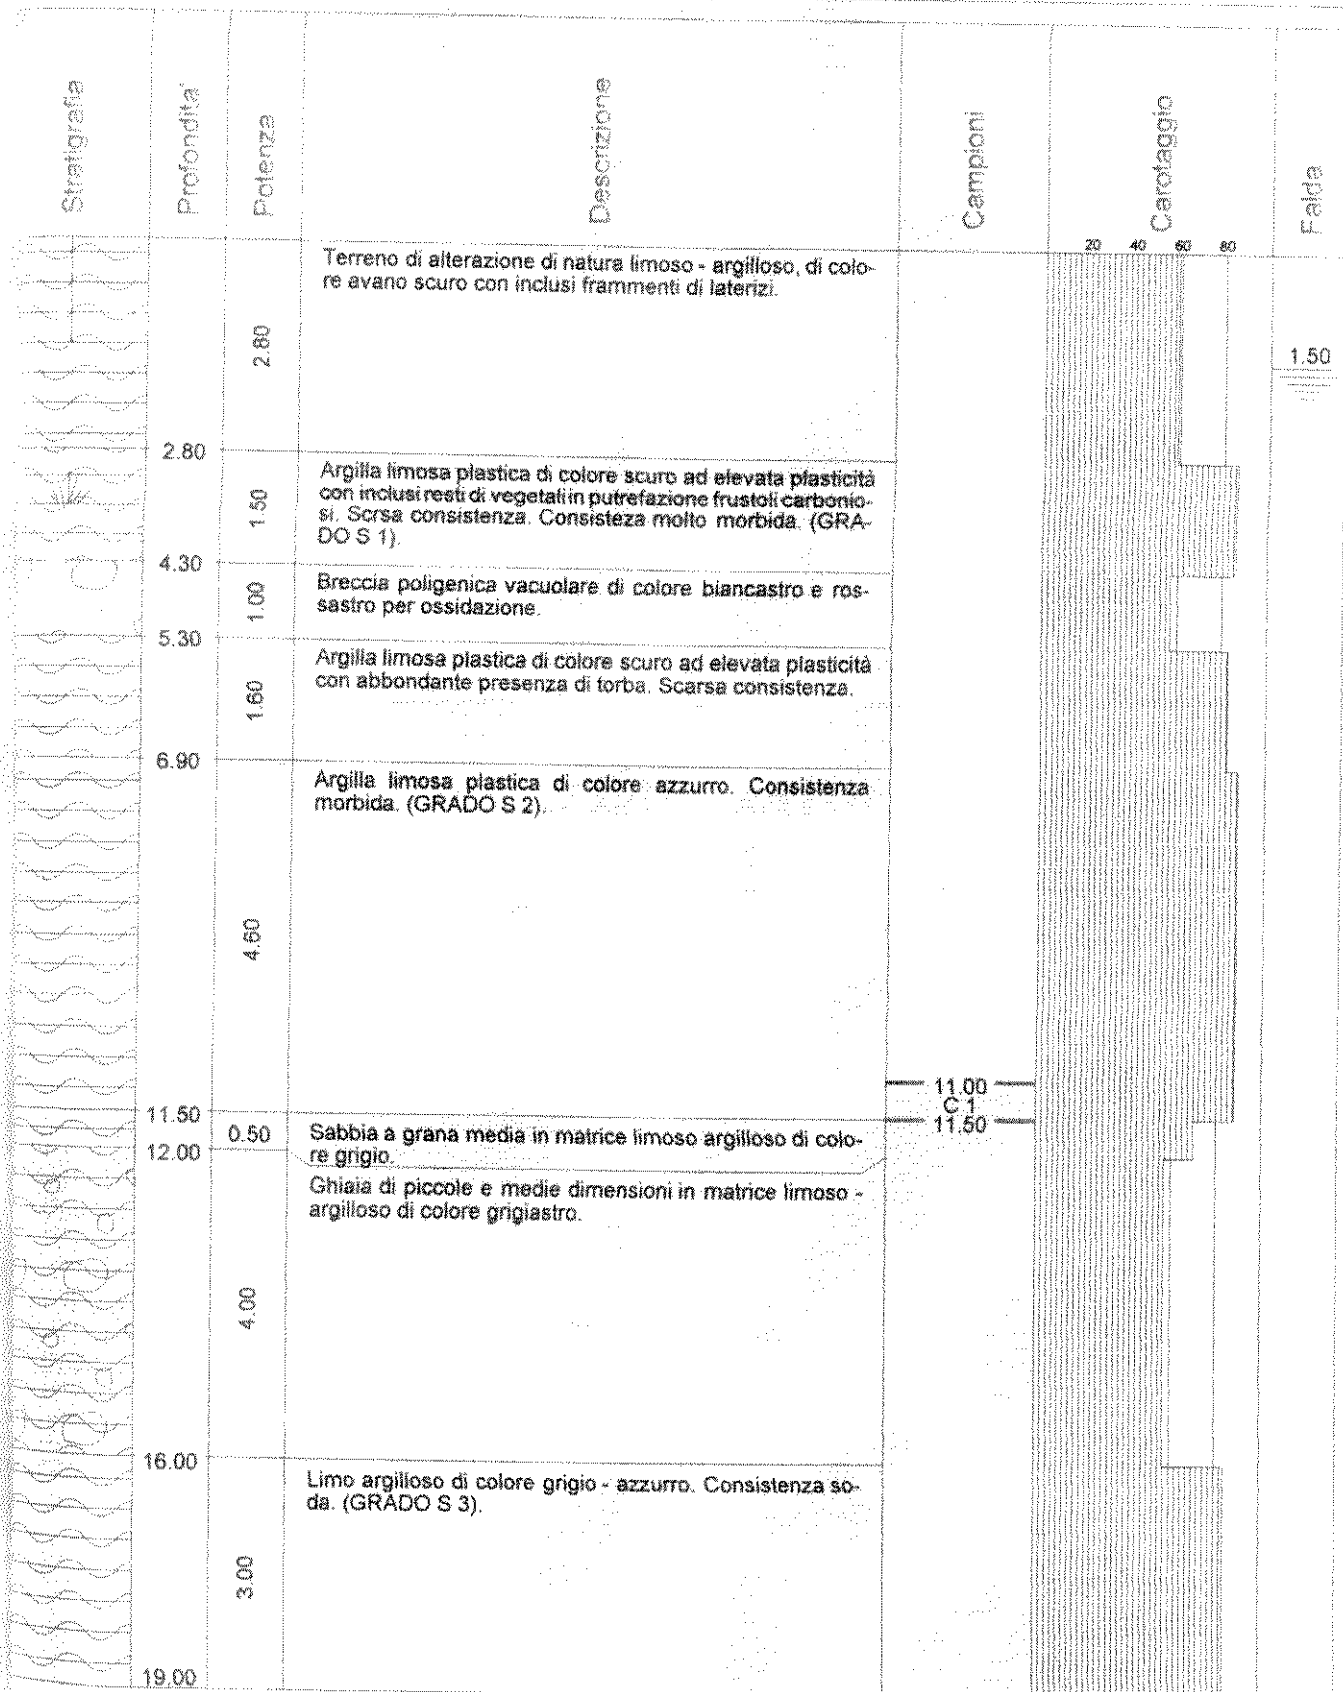 Stratigrafia
Profondita'
Potenza
Descrizione
Campioni
Carotaggio
Falda
20 40 60 80
Terreno di alterazione di natura limoso - argilloso, di colo-
re avano scuro con inclusi frammenti di laterizi.
2.80
1.50
2.80
Argilla limosa plastica di colore scuro ad elevata plasticità
con inclusi resti di vegetali in putrefazione frustoli carbonio-
si. Scrsa consistenza. Consisteza molto morbida. (GRA-
DO S 1).
1.50
4.30
Breccia poligenica vacuolare di colore biancastro e ros-
sastro per ossidazione.
1.00
5.30
Argilla limosa plastica di colore scuro ad elevata plasticità
con abbondante presenza di torba. Scarsa consistenza.
1.60
6.90
Argilla limosa plastica di colore azzurro. Consistenza
morbida. (GRADO S 2).
4.60
11.00
C 1
11.50
11.50
0.50
Sabbia a grana media in matrice limoso argilloso di colo-
re grigio.
12.00
Ghiaia di piccole e medie dimensioni in matrice limoso -
argilloso di colore grigiastro.
4.00
16.00
Limo argilloso di colore grigio - azzurro. Consistenza so-
da. (GRADO S 3).
3.00
19.00